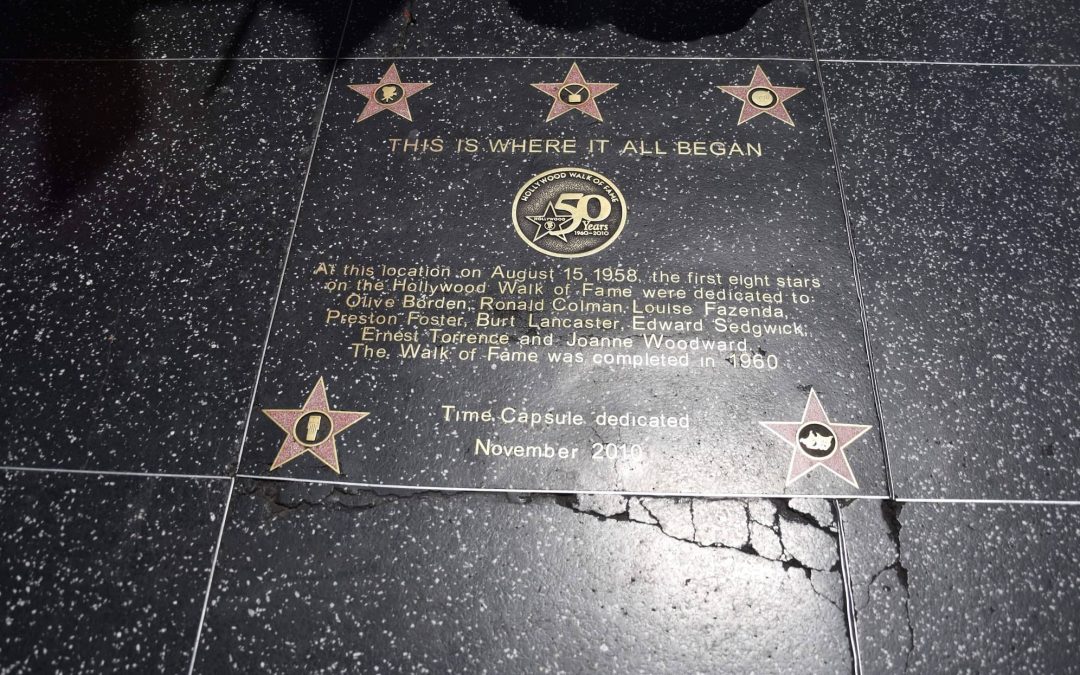 THIS IS WHERE IT ALL BEGAN
HOLLYWOOD WALK OF FAME
50
HOLLYWOOD
Years
1960-2010
At this location on August 15, 1958, the first eight stars
on the Hollywood Walk of Fame were dedicated to:
Olive Borden, Ronald Colman, Louise Fazenda,
Preston Foster, Burt Lancaster, Edward Sedgwick,
Ernest Torrence and Joanne Woodward.
The Walk of Fame was completed in 1960
Time Capsule dedicated
November 2010